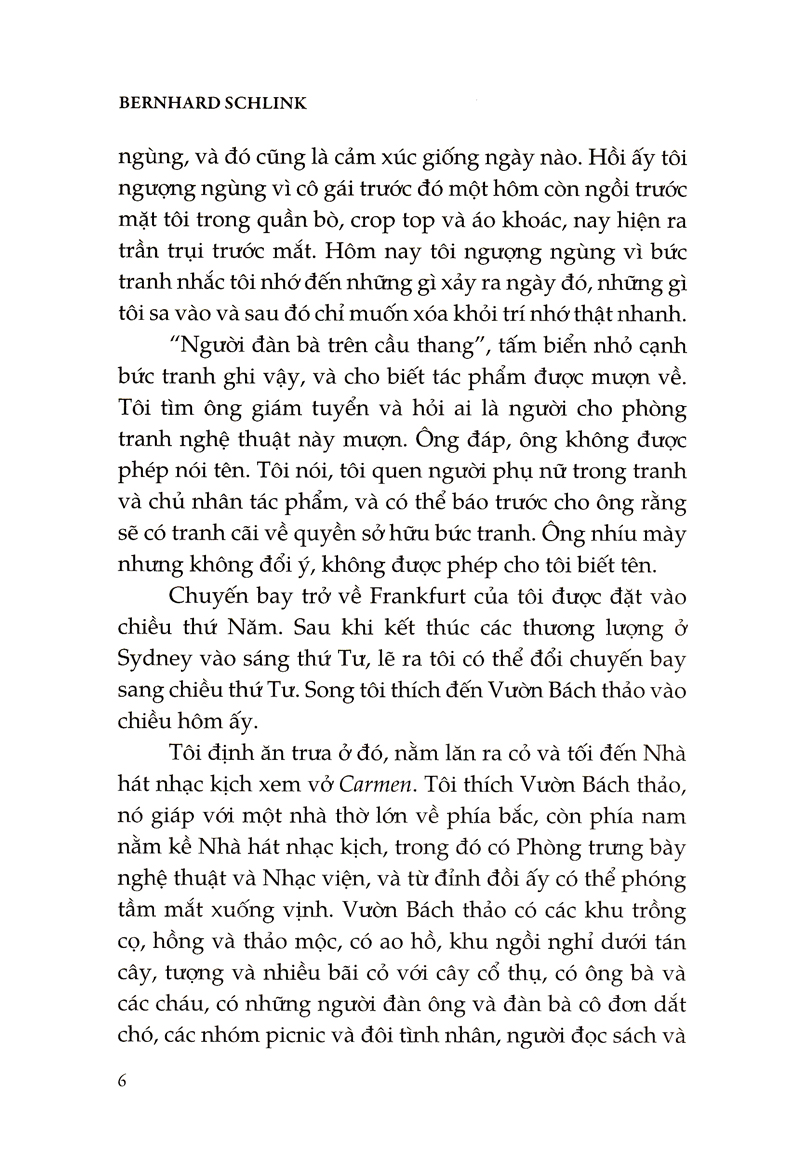 BERNHARD SCHLINK
ngùng, và đó cũng là cảm xúc giống ngày nào. Hồi ấy tôi
ngượng ngùng vì cô gái trước đó một hôm còn ngồi trước
mặt tôi trong quần bò, crop top và áo khoác, nay hiện ra
trần trụi trước mắt. Hôm nay tôi ngượng ngùng vì bức
tranh nhắc tôi nhớ đến những gì xảy ra ngày đó, những gì
tôi sa vào và sau đó chỉ muốn xóa khỏi trí nhớ thật nhanh.
“Người đàn bà trên cầu thang”, tấm biển nhỏ cạnh
bức tranh ghi vậy, và cho biết tác phẩm được mượn về.
Tôi tìm ông giám tuyển và hỏi ai là người cho phòng
tranh nghệ thuật này mượn. Ông đáp, ông không được
phép nói tên. Tôi nói, tôi quen người phụ nữ trong tranh
và chủ nhân tác phẩm, và có thể báo trước cho ông rằng
sẽ có tranh cãi về quyền sở hữu bức tranh. Ông nhíu mày
nhưng không đổi ý, không được phép cho tôi biết tên.
Chuyến bay trở về Frankfurt của tôi được đặt vào
chiều thứ Năm. Sau khi kết thúc các thương lượng ở
Sydney vào sáng thứ Tư, lẽ ra tôi có thể đổi chuyến bay
sang chiều thứ Tư. Song tôi thích đến Vườn Bách thảo vào
chiều hôm ấy.
Tôi định ăn trưa ở đó, nằm lăn ra cỏ và tối đến Nhà
hát nhạc kịch xem vở Carmen. Tôi thích Vườn Bách thảo,
nó giáp với một nhà thờ lớn về phía bắc, còn phía nam
nằm kề Nhà hát nhạc kịch, trong đó có Phòng trưng bày
nghệ thuật và Nhạc viện, và từ đỉnh đồi ấy có thể phóng
tầm mắt xuống vịnh. Vườn Bách thảo có các khu trồng
cọ, hồng và thảo mộc, có ao hồ, khu ngồi nghỉ dưới tán
cây, tượng và nhiều bãi cỏ với cây cổ thụ, có ông bà và
các cháu, có những người đàn ông và đàn bà cô đơn dắt
chó, các nhóm picnic và đôi tình nhân, người đọc sách và
6